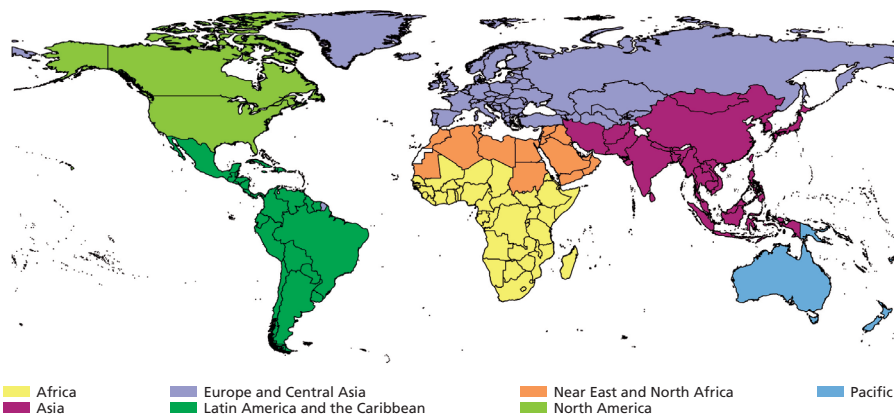 Africa
Europe and Central Asia
Near East and North Africa
Pacific
Asia
Latin America and the Caribbean
North America